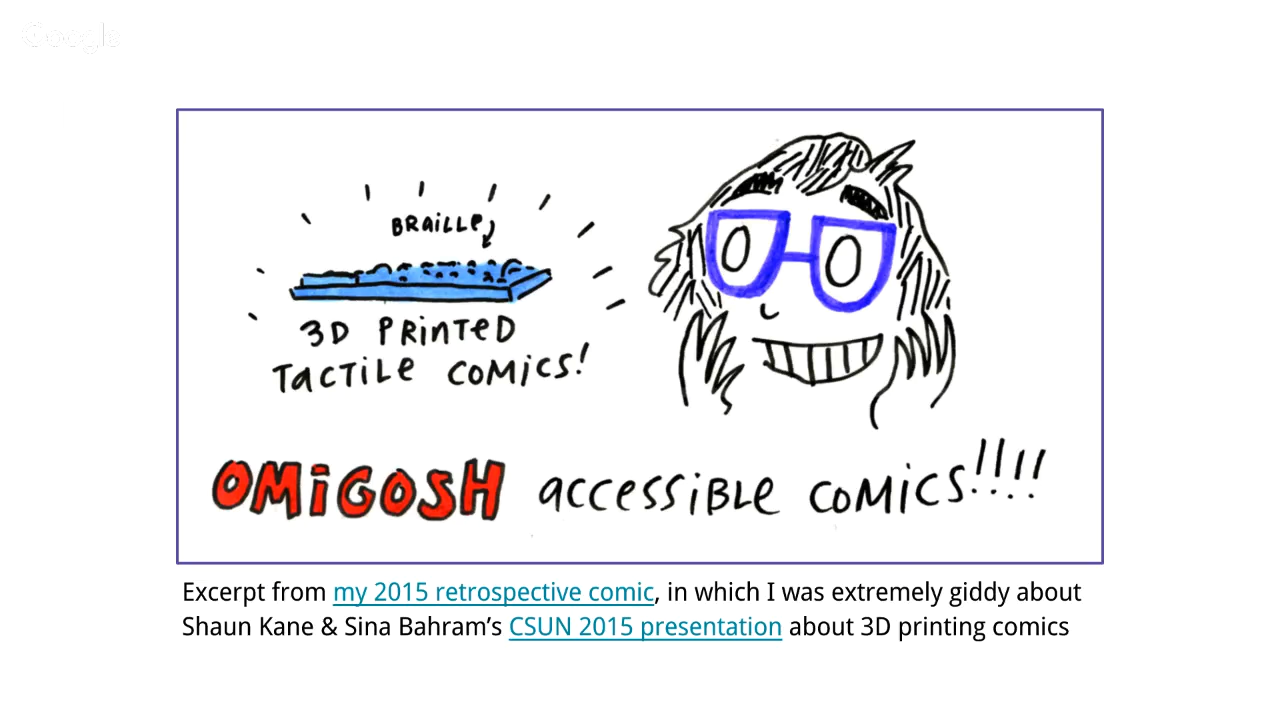 Google
BRAILLE
3D PRINTED
TACTILE COMICS!
OMIGOSH accessible comics!!!!
Excerpt from my 2015 retrospective comic, in which I was extremely giddy about
Shaun Kane & Sina Bahram’s CSUN 2015 presentation about 3D printing comics